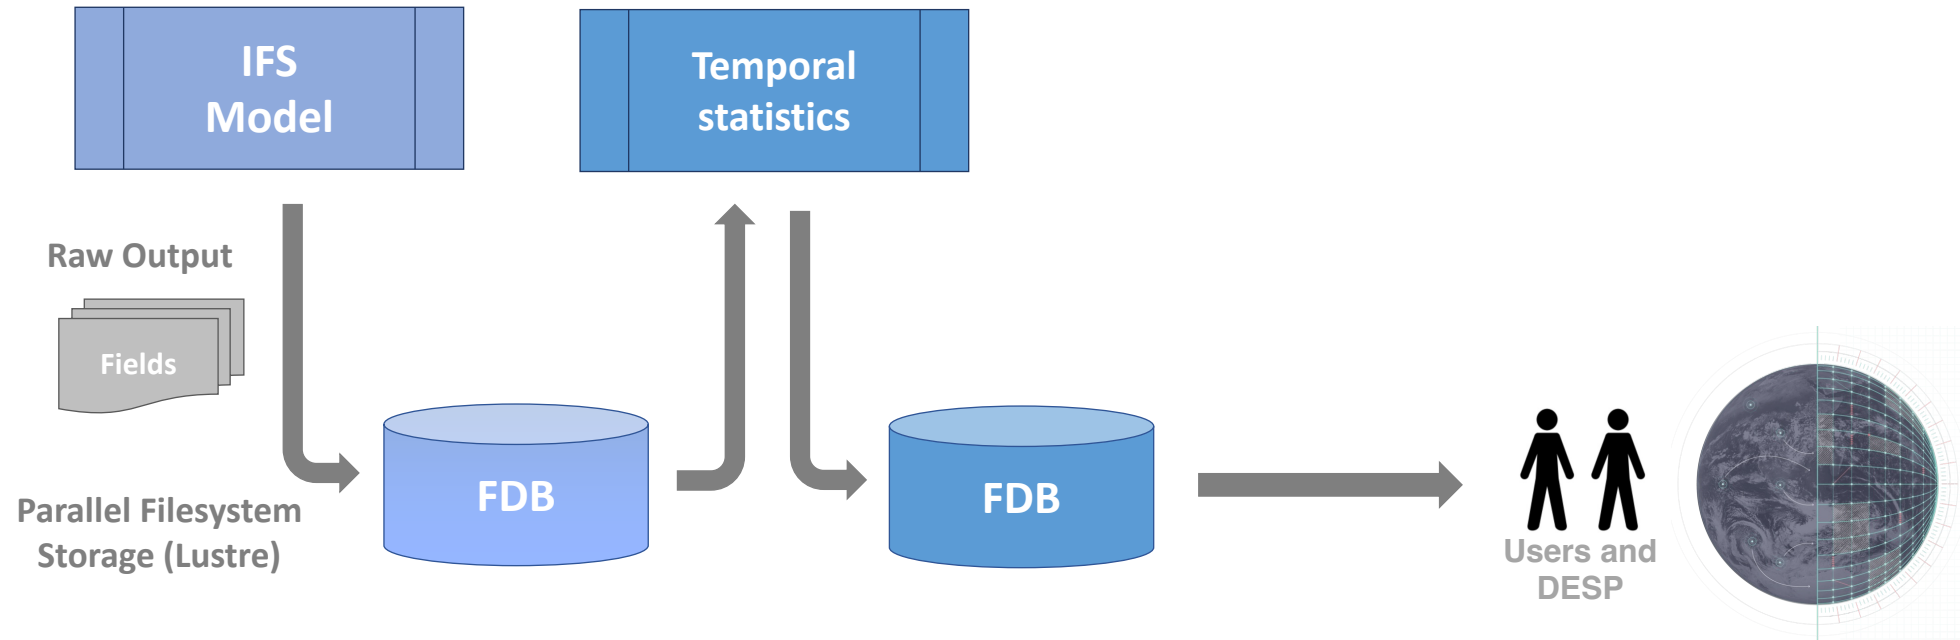 IFS
Model
Temporal
statistics
Raw Output
Fields
Parallel Filesystem
Storage (Lustre)
FDB
FDB
Users and
DESP